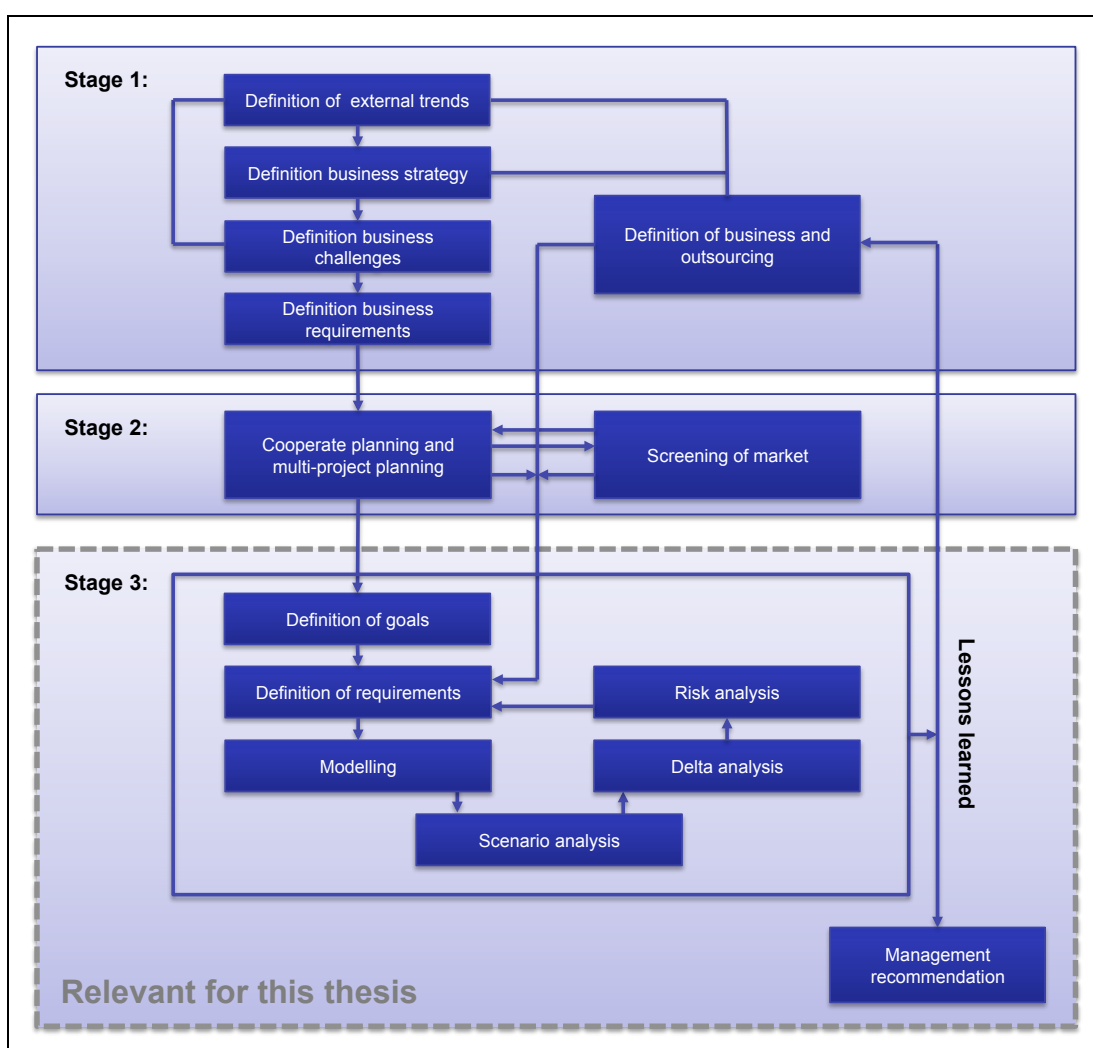 Stage 1:
Definition of external trends
Definition business strategy
Definition business
challenges
Definition business
requirements
Definition of business and
outsourcing
Stage 2:
Cooperate planning and
multi-project planning
Screening of market
Stage 3:
Definition of goals
Definition of requirements
Risk analysis
Modelling
Delta analysis
Scenario analysis
Lessons learned
Management
recommendation
Relevant for this thesis